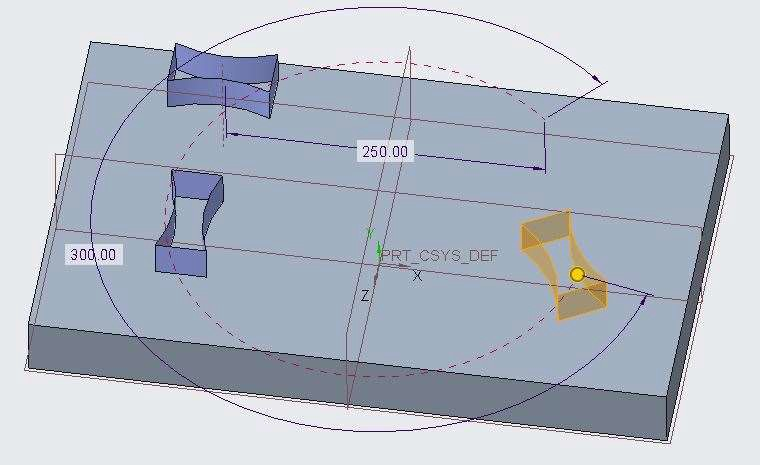 250.00
Y
300.00
PRT_CSYS_DEF
X
Z